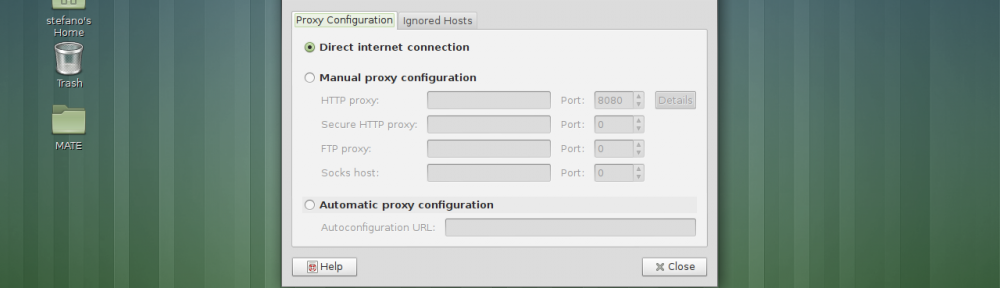 stefano's
Home
Trash
MATE
Proxy Configuration
Ignored Hosts
Direct internet connection
Manual proxy configuration
HTTP proxy: Port: 8080 Details
Secure HTTP proxy: Port: 0
FTP proxy: Port: 0
Socks host: Port: 0
Automatic proxy configuration
Autoconfiguration URL:
Help
Close